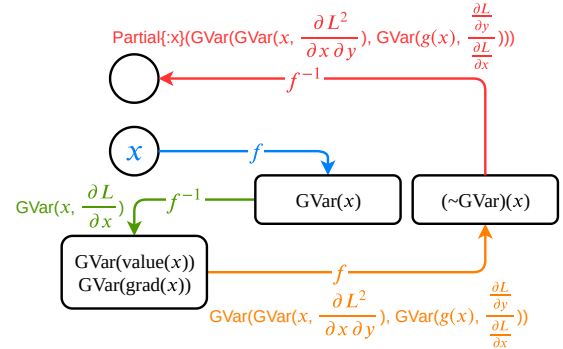 Partial{:x}(GVar(GVar(x, ∂L²/∂x ∂y), GVar(g(x), (∂L/∂y)/(∂L/∂x))))
f⁻¹
x
f
GVar(x, ∂L/∂x)
f⁻¹
GVar(x)
(~GVar)(x)
GVar(value(x))
GVar(grad(x))
f
GVar(GVar(x, ∂L²/∂x ∂y), GVar(g(x), (∂L/∂y)/(∂L/∂x)))